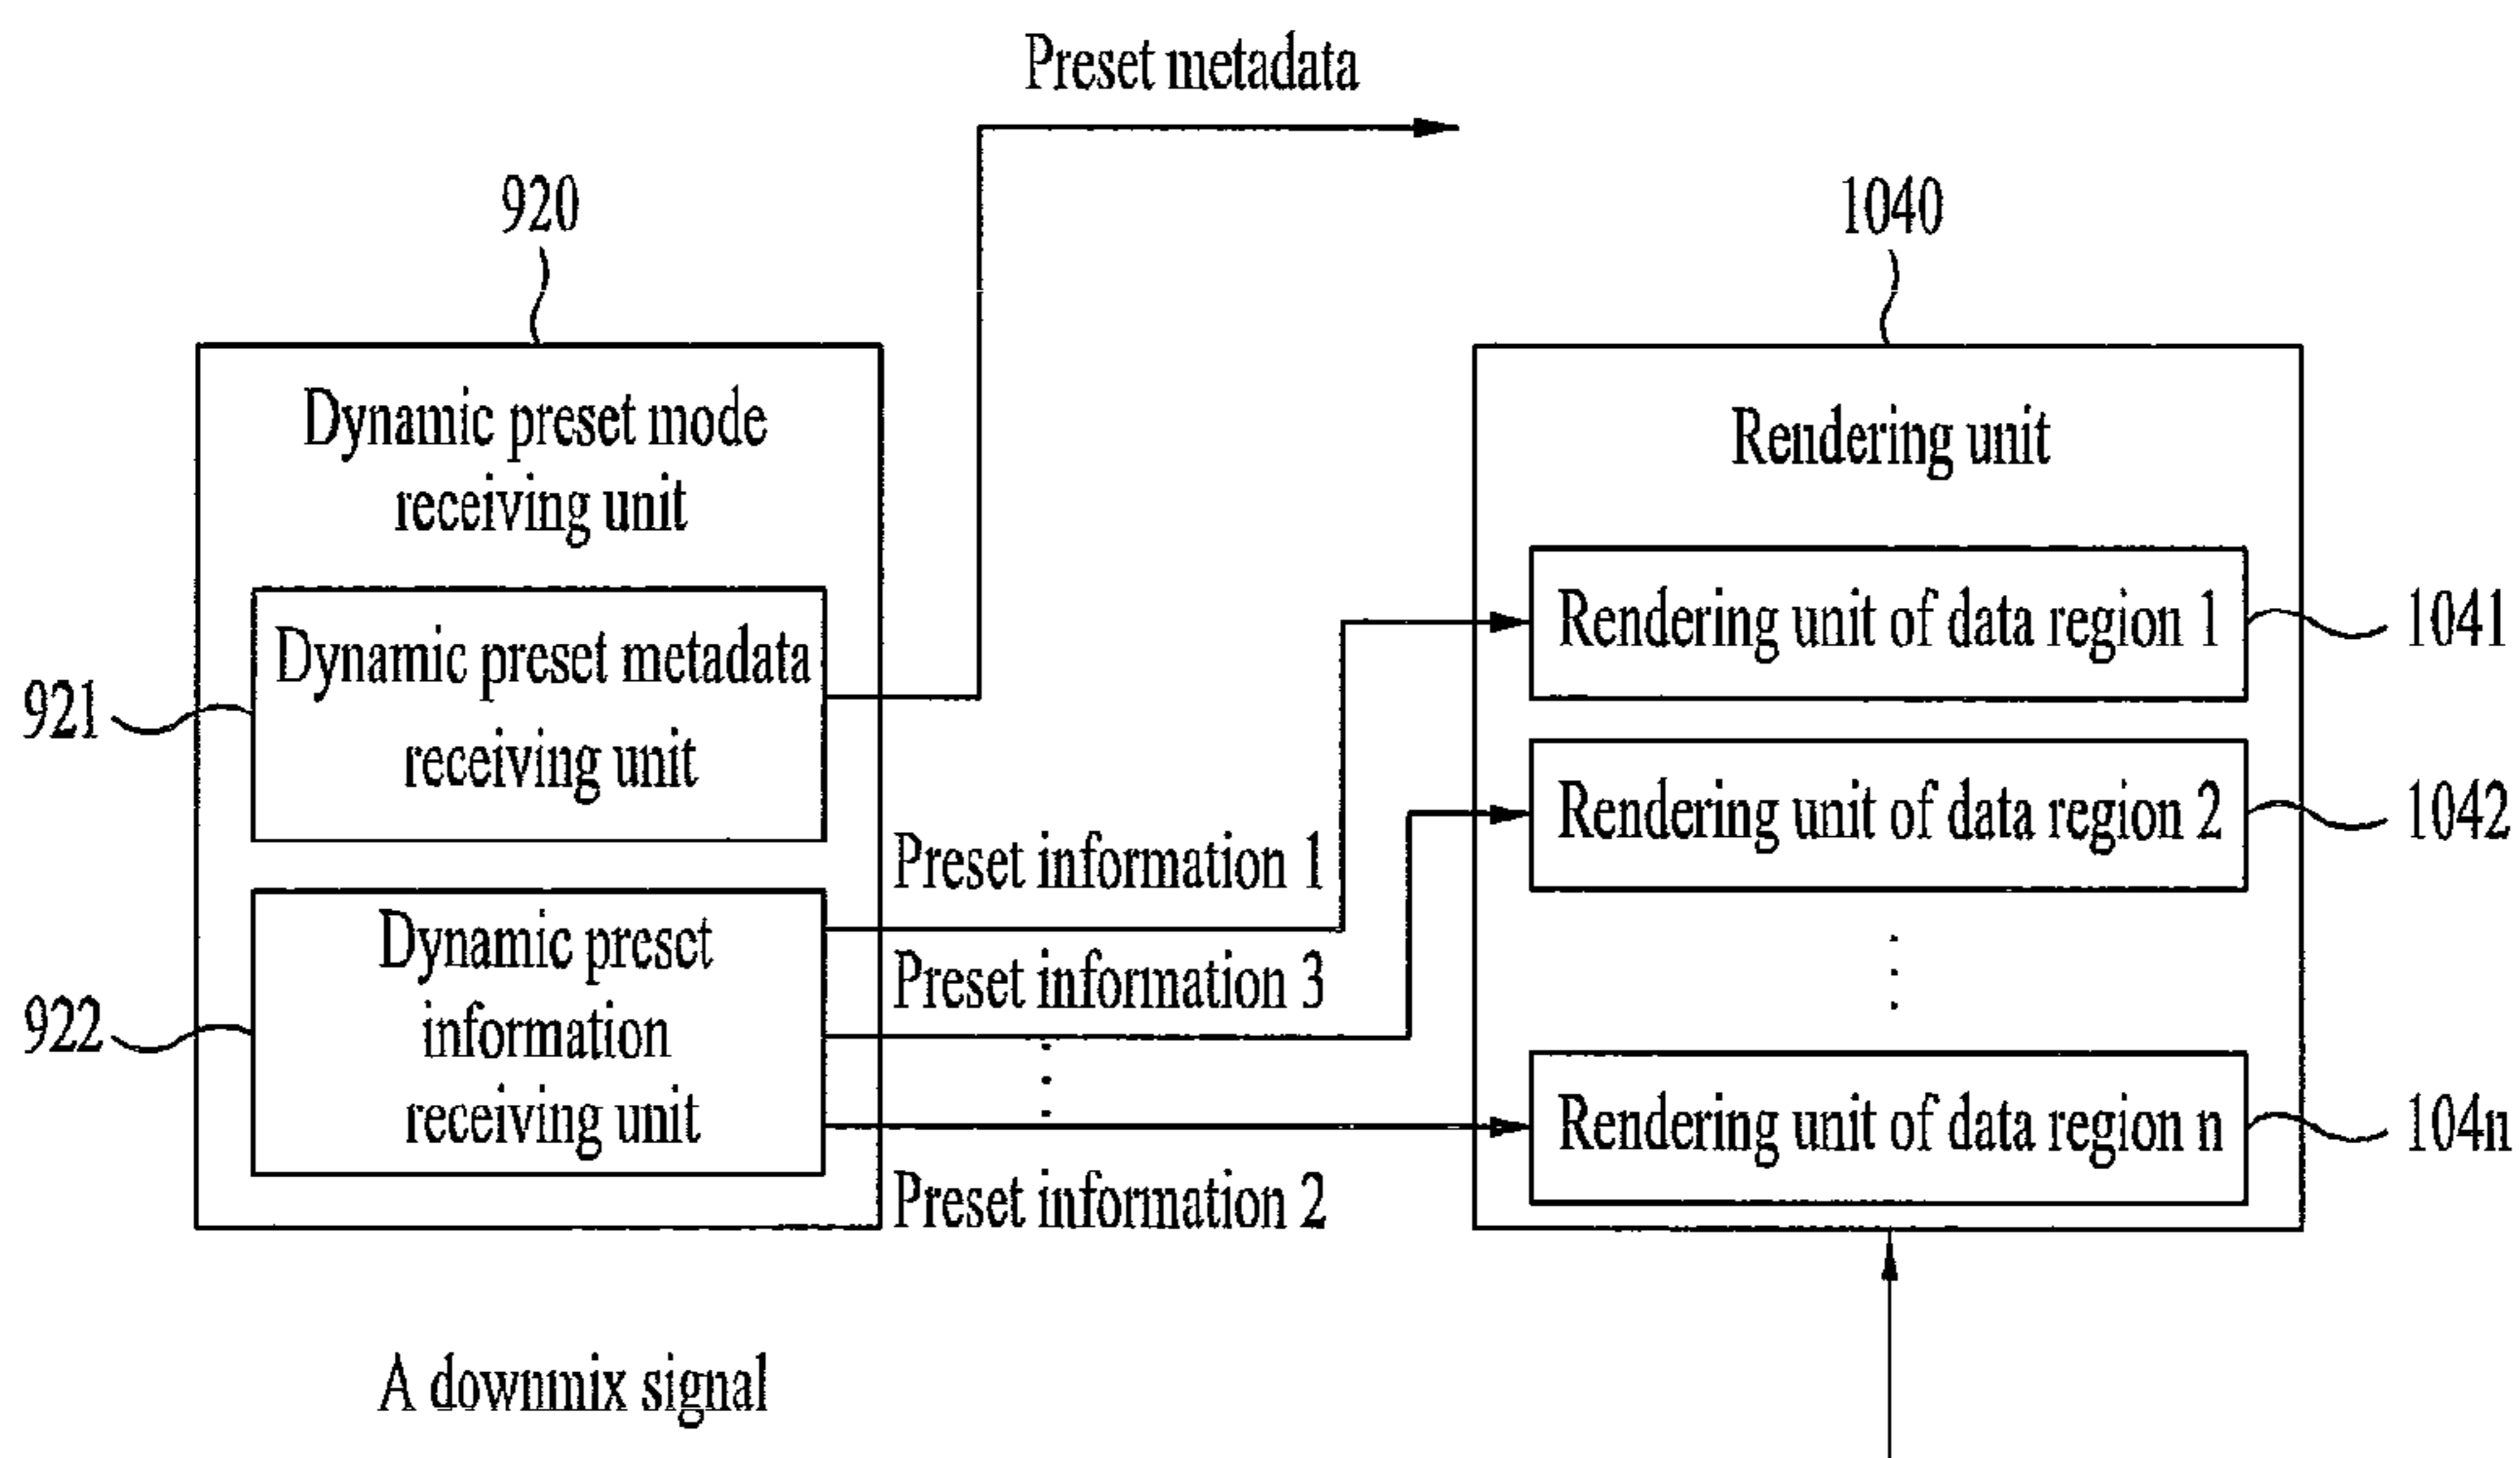 Preset metadata
920
1040
Dynamic preset mode
receiving unit
Rendering unit
Dynamic preset metadata
receiving unit
921
Rendering unit of data region 1
1041
Rendering unit of data region 2
1042
Preset information 1
Preset information 3
Dynamic preset
information
receiving unit
922
Rendering unit of data region n
104n
Preset information 2
A downmix signal